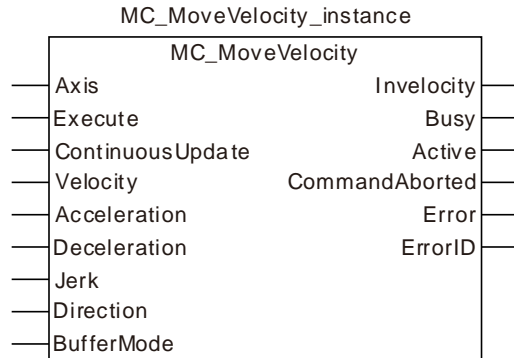 MC_MoveVelocity_instance
MC_MoveVelocity
Axis Invelocity
Execute Busy
ContinuousUpdate Active
Velocity CommandAborted
Acceleration Error
Deceleration ErrorID
Jerk
Direction
BufferMode